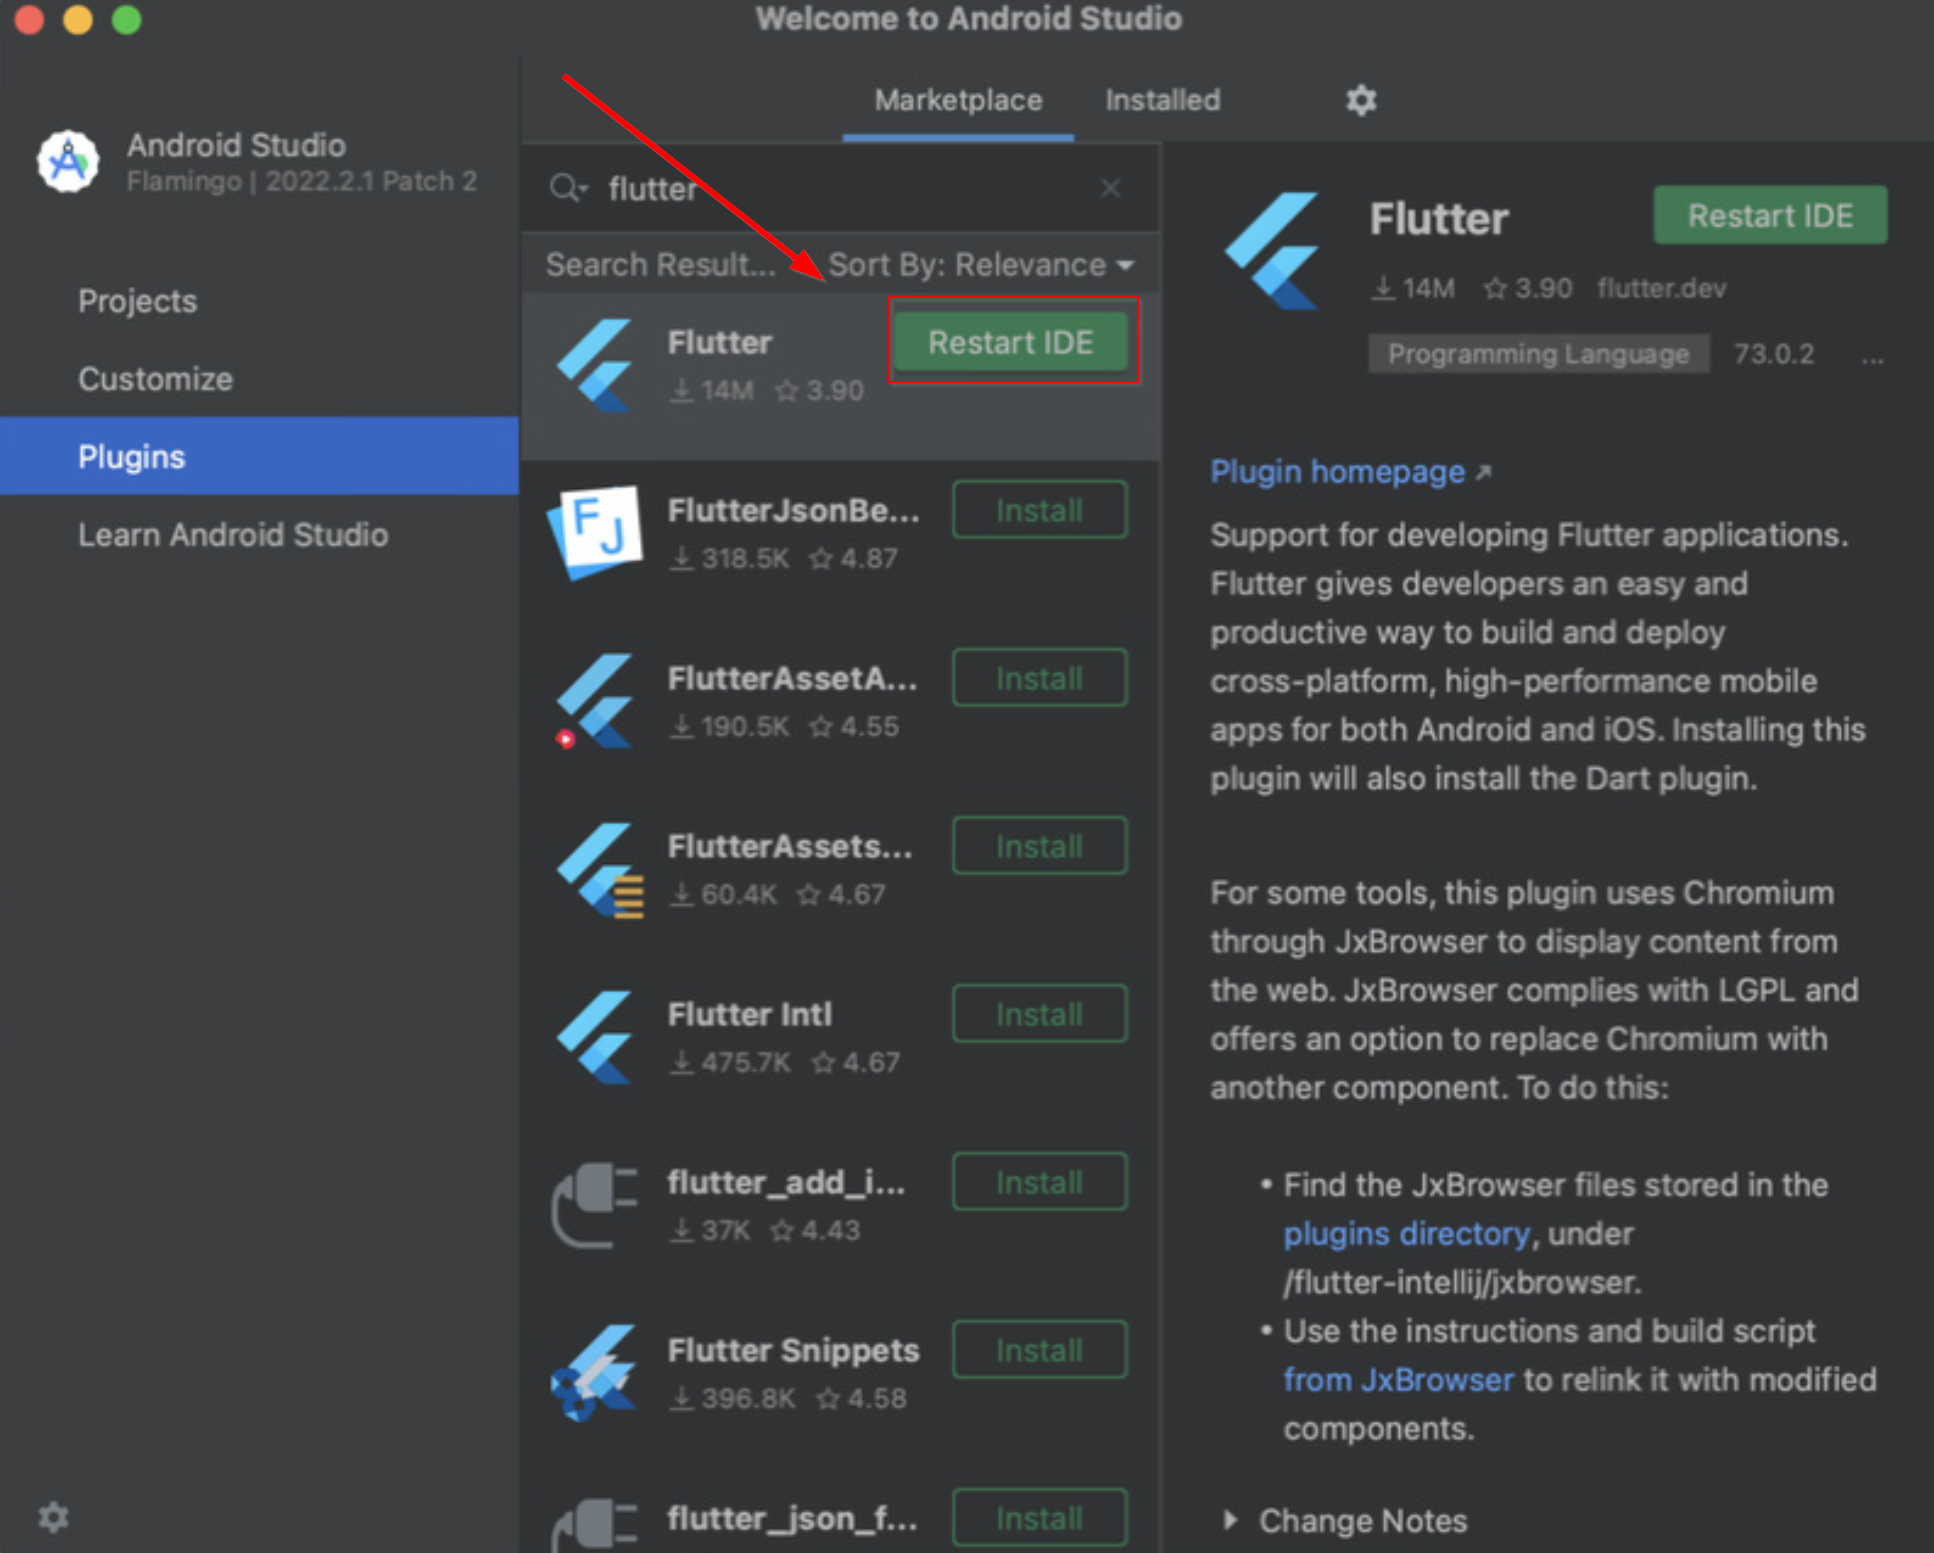 Welcome to Android Studio
Android Studio
Flamingo | 2022.2.1 Patch 2
Projects
Customize
Plugins
Learn Android Studio
Marketplace Installed
flutter
Search Result... Sort By: Relevance
Flutter Restart IDE
14M 3.90
FlutterJsonBe... Install
318.5K 4.87
FlutterAssetA... Install
190.5K 4.55
FlutterAssets... Install
60.4K 4.67
Flutter Intl Install
475.7K 4.67
flutter_add_i... Install
37K 4.43
Flutter Snippets Install
396.8K 4.58
flutter_json_f... Install
Flutter Restart IDE
14M 3.90 flutter.dev
Programming Language 73.0.2 ...
Plugin homepage ↗
Support for developing Flutter applications.
Flutter gives developers an easy and
productive way to build and deploy
cross-platform, high-performance mobile
apps for both Android and iOS. Installing this
plugin will also install the Dart plugin.
For some tools, this plugin uses Chromium
through JxBrowser to display content from
the web. JxBrowser complies with LGPL and
offers an option to replace Chromium with
another component. To do this:
• Find the JxBrowser files stored in the
plugins directory, under
/flutter-intellij/jxbrowser.
• Use the instructions and build script
from JxBrowser to relink it with modified
components.
Change Notes